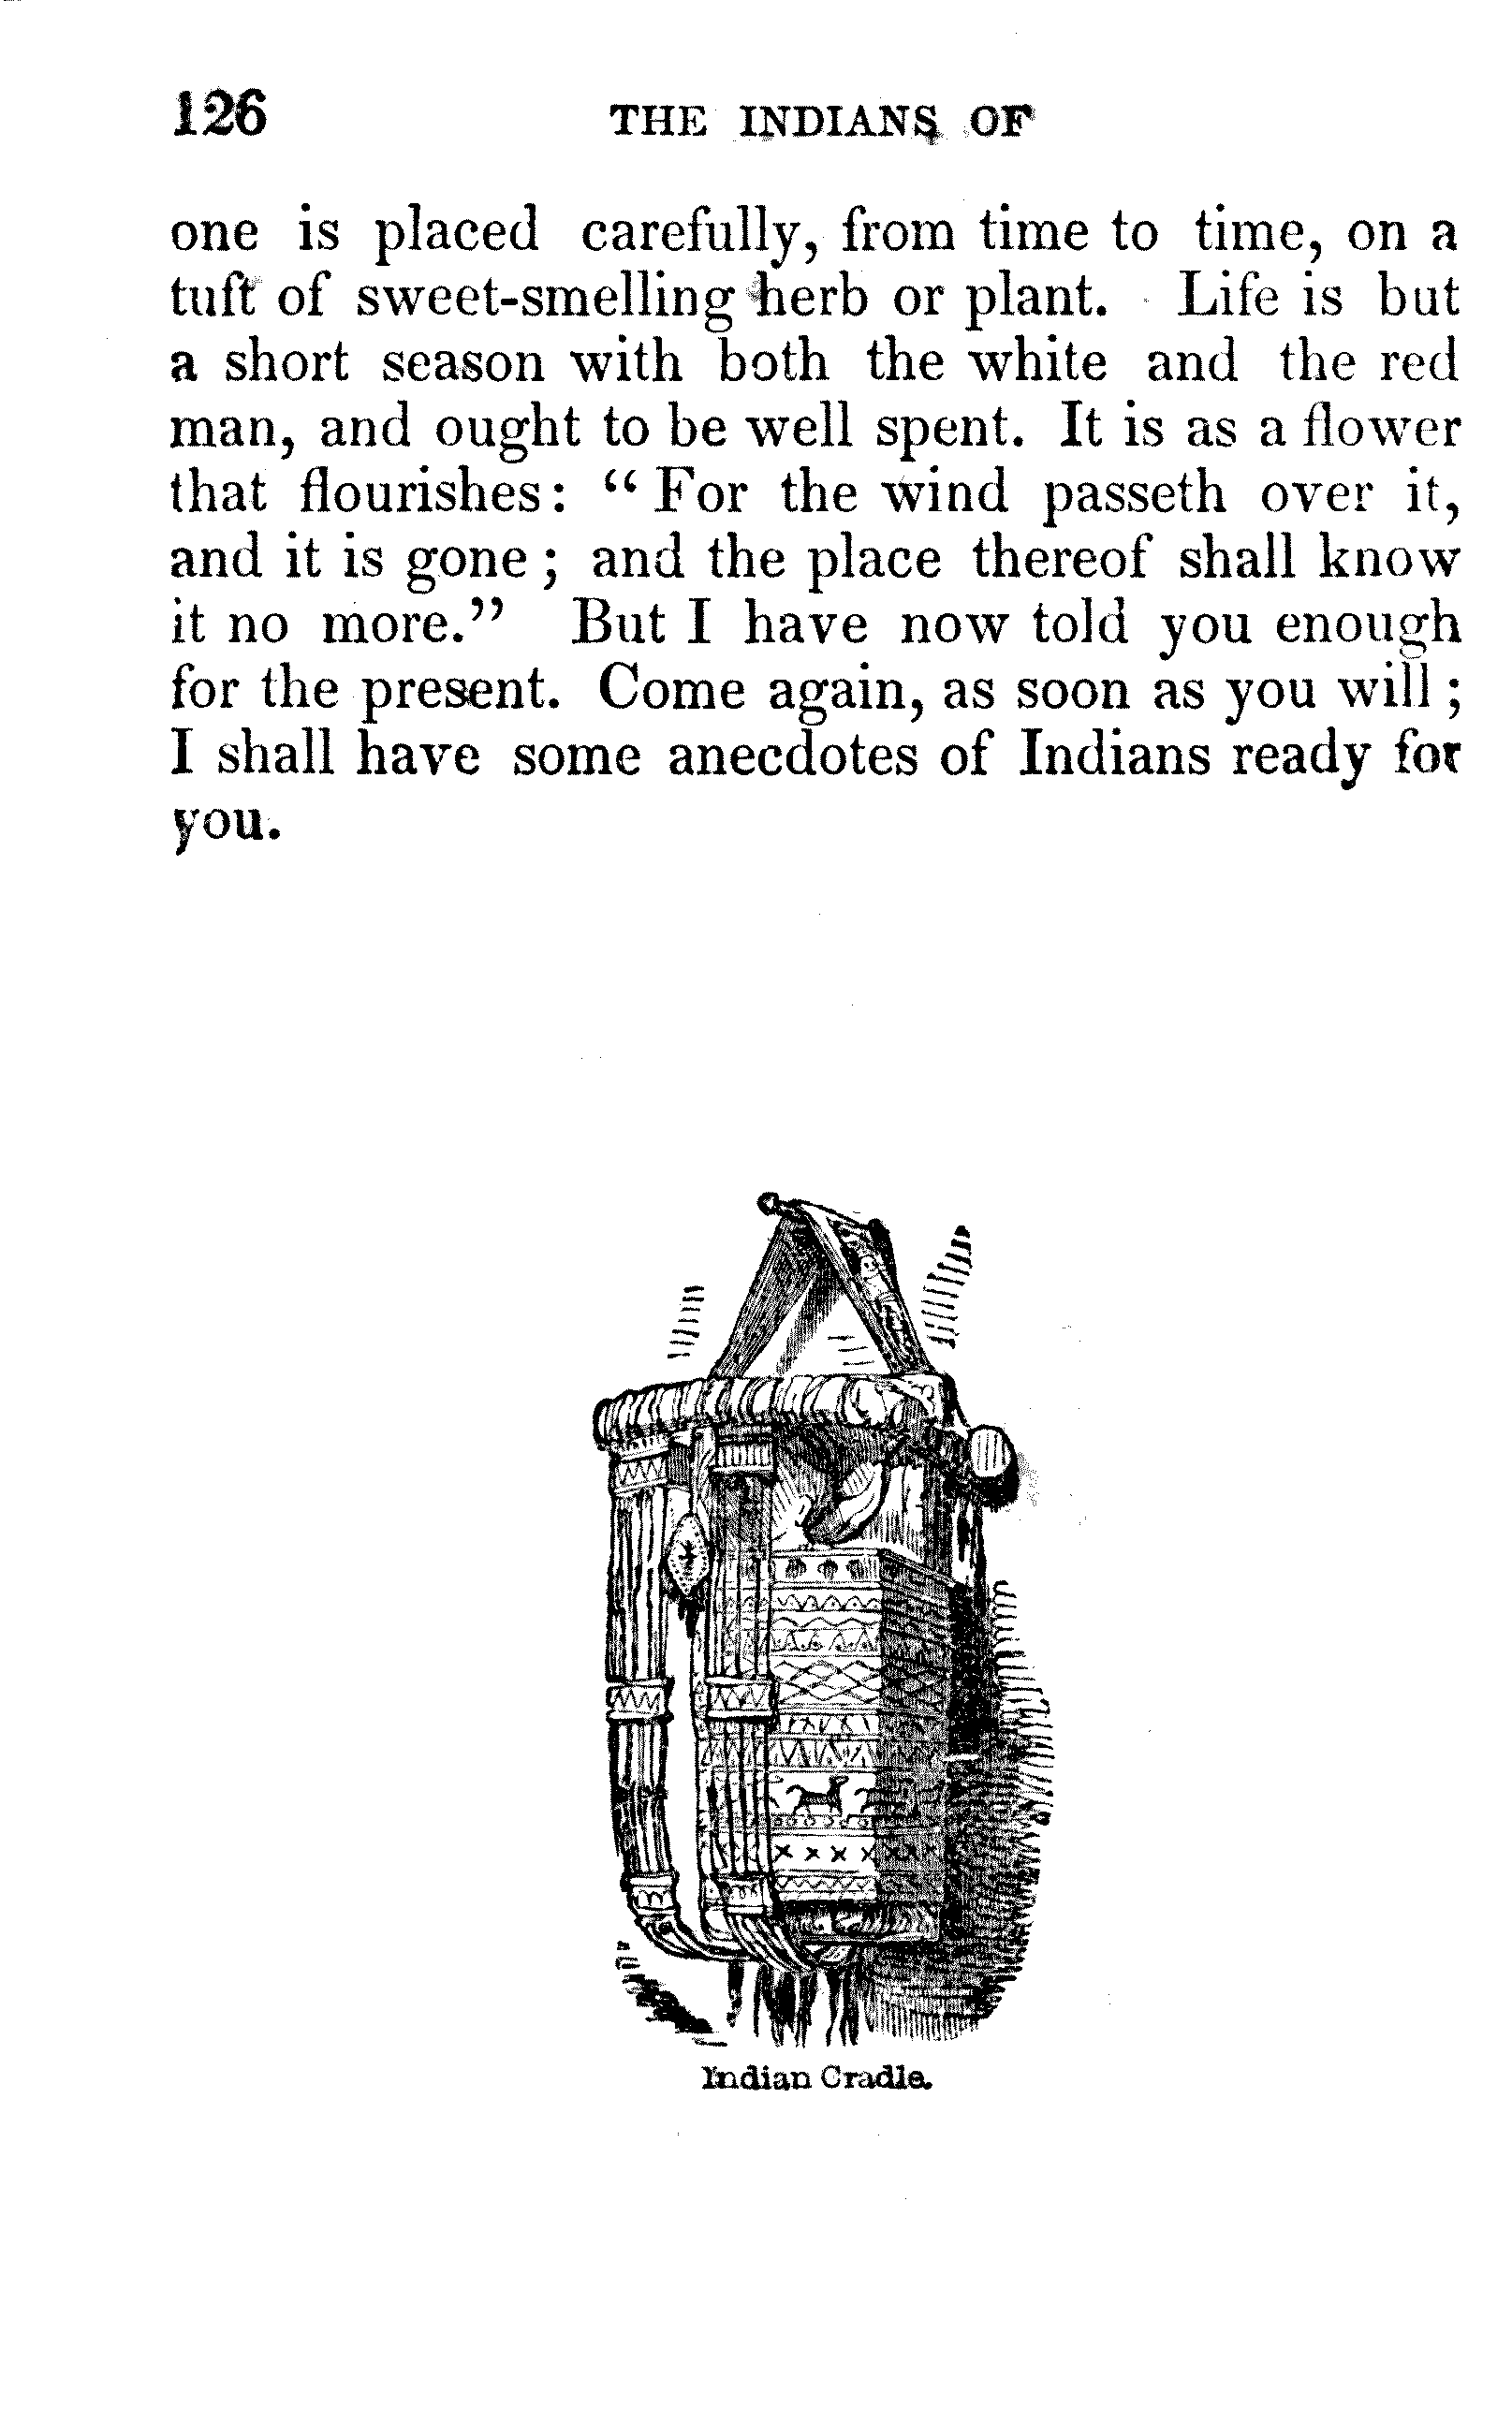 126 THE INDIANS OF
one is placed carefully, from time to time, on a
tuft of sweet-smelling herb or plant. Life is but
a short season with both the white and the red
man, and ought to be well spent. It is as a flower
that flourishes: “For the wind passeth over it,
and it is gone; and the place thereof shall know
it no more.” But I have now told you enough
for the present. Come again, as soon as you will;
I shall have some anecdotes of Indians ready for
you.
Indian Cradle.